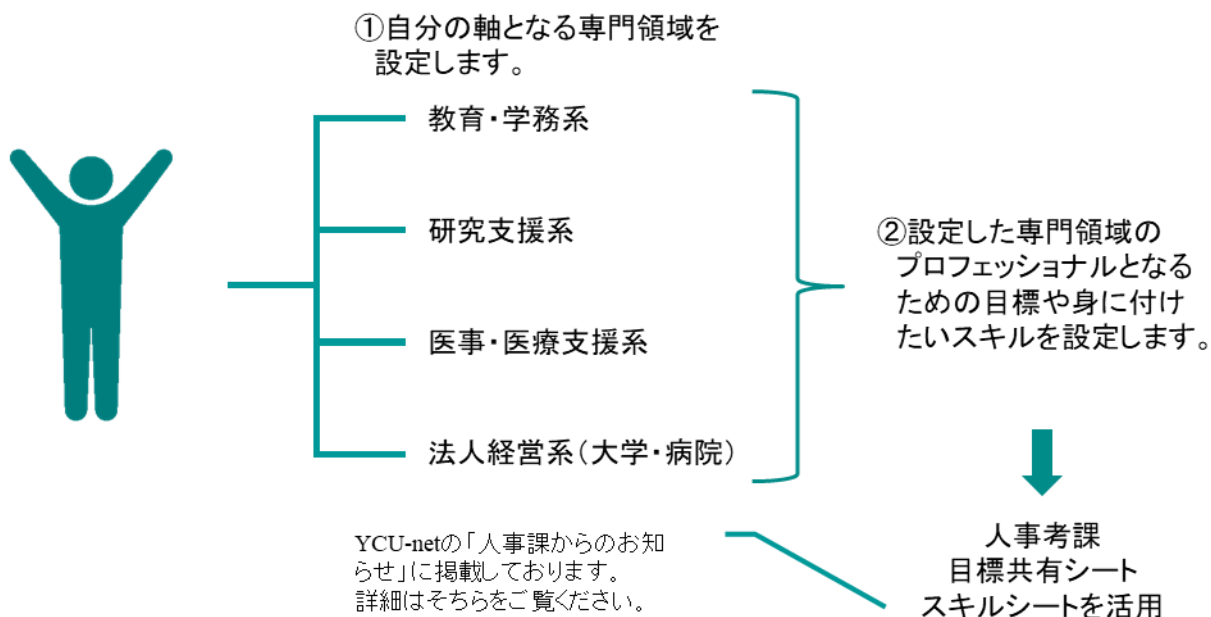 ①自分の軸となる専門領域を
設定します。
教育・学務系
研究支援系
医事・医療支援系
法人経営系（大学・病院）
②設定した専門領域の
プロフェッショナルとなる
ための目標や身に付け
たいスキルを設定します。
人事考課
目標共有シート
スキルシートを活用
YCU-netの「人事課からのお知
らせ」に掲載しております。
詳細はそちらをご覧ください。